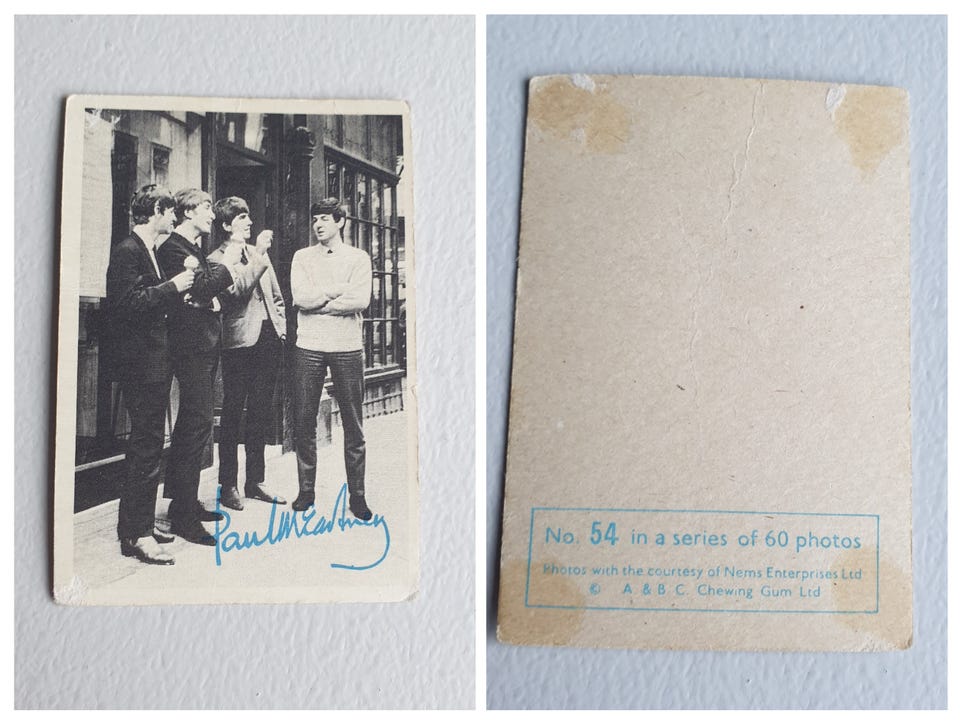 Paul McCartney
No. 54 in a series of 60 photos
Photos with the courtesy of Nems Enterprises Ltd
© A & B C. Chewing Gum Ltd